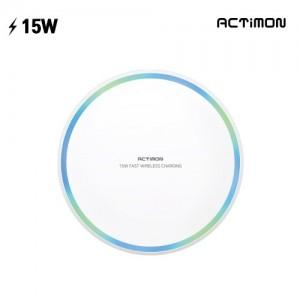 15W
ACTiMON
ACTiMON
15W FAST WIRELESS CHARGING